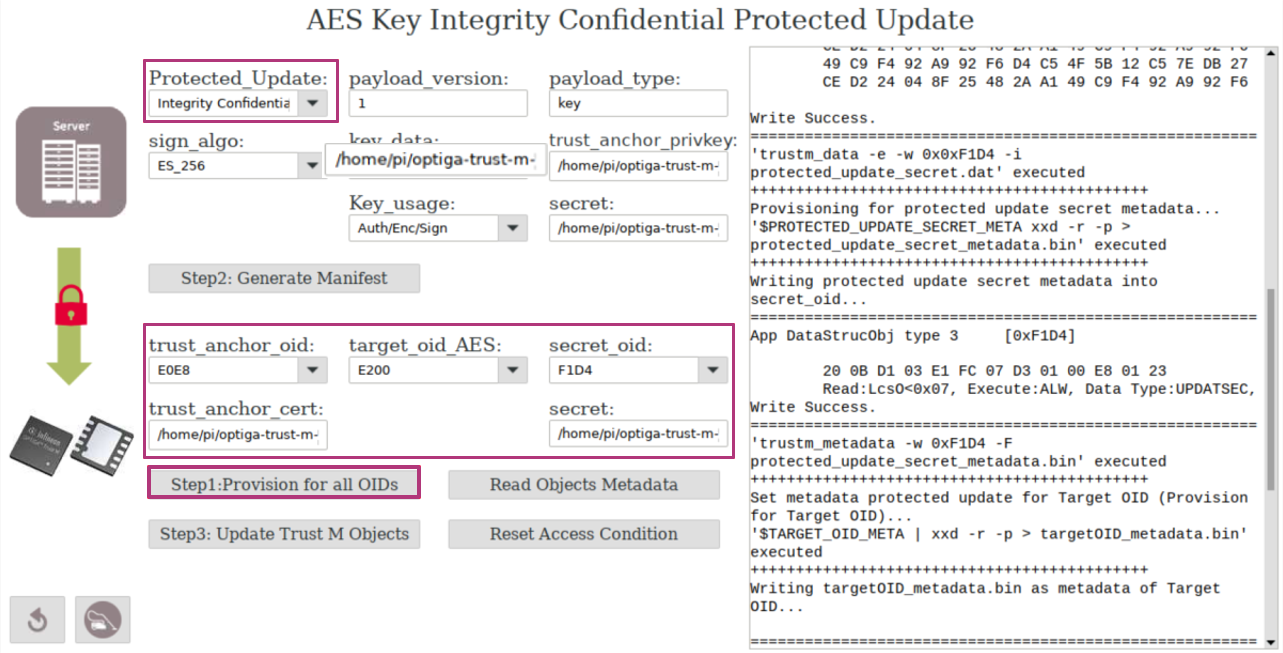 AES Key Integrity Confidential Protected Update
Server
Protected_Update:
payload_version:
payload_type:
Integrity Confidentia
1
key
sign_algo:
key_data:
trust_anchor_privkey:
ES_256
/home/pi/optiga-trust-m-
/home/pi/optiga-trust-m-
Key_usage:
secret:
Auth/Enc/Sign
/home/pi/optiga-trust-m-
Step2: Generate Manifest
trust_anchor_oid:
target_oid_AES:
secret_oid:
E0E8
E200
F1D4
trust_anchor_cert:
secret:
/home/pi/optiga-trust-m-
/home/pi/optiga-trust-m-
Step1:Provision for all OIDs
Read Objects Metadata
Step3: Update Trust M Objects
Reset Access Condition
Infineon
49 C9 F4 92 A9 92 F6 D4 C5 4F 5B 12 C5 7E DB 27
CE D2 24 04 8F 25 48 2A A1 49 C9 F4 92 A9 92 F6
Write Success.
========================================================
'trustm_data -e -w 0x0xF1D4 -i
protected_update_secret.dat' executed
++++++++++++++++++++++++++++++++++++++++++++
Provisioning for protected update secret metadata...
'$PROTECTED_UPDATE_SECRET_META xxd -r -p >
protected_update_secret_metadata.bin' executed
++++++++++++++++++++++++++++++++++++++++++++
Writing protected update secret metadata into
secret_oid...
========================================================
App DataStrucObj type 3 [0xF1D4]
20 0B D1 03 E1 FC 07 D3 01 00 E8 01 23
Read:LcsO<0x07, Execute:ALW, Data Type:UPDATSEC,
Write Success.
========================================================
'trustm_metadata -w 0xF1D4 -F
protected_update_secret_metadata.bin' executed
++++++++++++++++++++++++++++++++++++++++++++
Set metadata protected update for Target OID (Provision
for Target OID)...
'$TARGET_OID_META | xxd -r -p > targetOID_metadata.bin'
executed
++++++++++++++++++++++++++++++++++++++++++++
Writing targetOID_metadata.bin as metadata of Target
OID...
========================================================